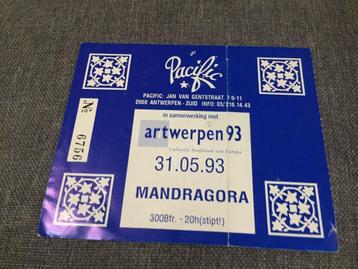 Pacific
PACIFIC: JAN VAN GENTSTRAAT 7-9-11
2000 ANTWERPEN - ZUID INFO: 03/216.14.43
No 6756
in samenwerking met
artwerpen 93
Culturele hoofdstad van Europa
31.05.93
MANDRAGORA
300Bfr. - 20h(stipt!)